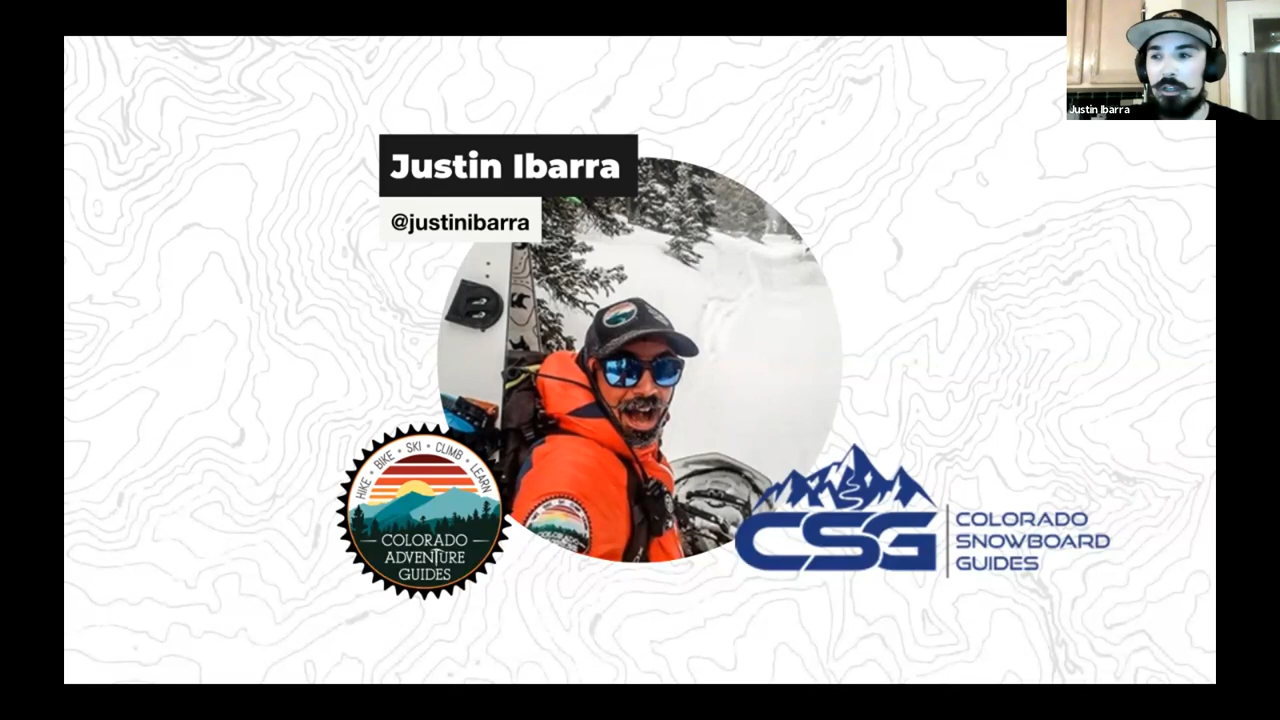 Justin Ibarra
Justin Ibarra
@justinibarra
HIKE • BIKE • SKI • CLIMB • LEARN
COLORADO
ADVENTURE
GUIDES
CSG
COLORADO
SNOWBOARD
GUIDES